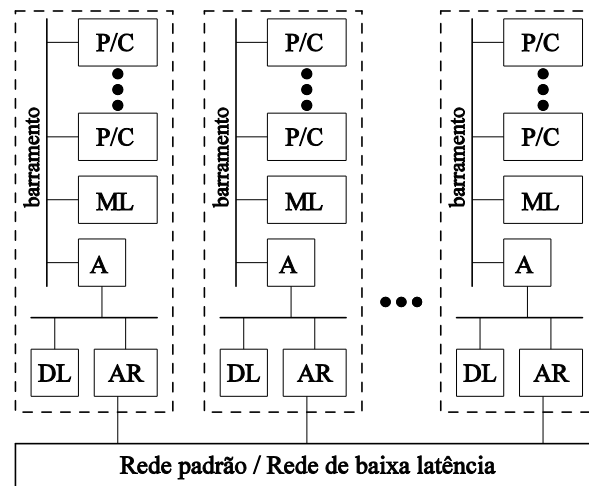 barramento
P/C
P/C
ML
A
DL
AR
barramento
P/C
P/C
ML
A
DL
AR
barramento
P/C
P/C
ML
A
DL
AR
Rede padrão / Rede de baixa latência